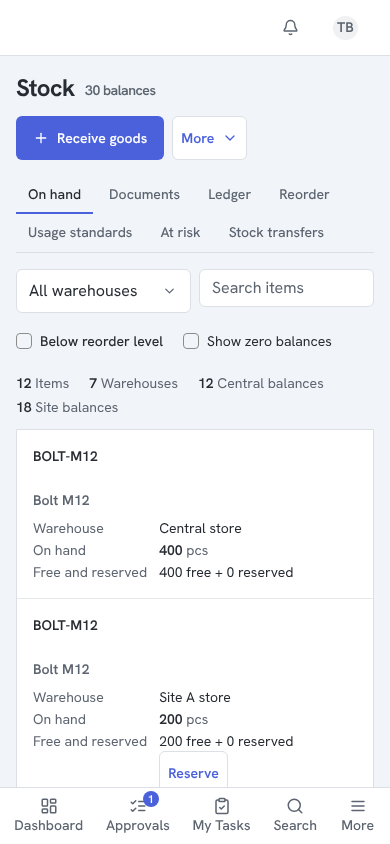 TB
Stock 30 balances
+ Receive goods More
On hand Documents Ledger Reorder
Usage standards At risk Stock transfers
All warehouses Search items
Below reorder level Show zero balances
12 Items 7 Warehouses 12 Central balances
18 Site balances
BOLT-M12
Bolt M12
Warehouse Central store
On hand 400 pcs
Free and reserved 400 free + 0 reserved
BOLT-M12
Bolt M12
Warehouse Site A store
On hand 200 pcs
Free and reserved 200 free + 0 reserved
Reserve
1
Dashboard Approvals My Tasks Search More